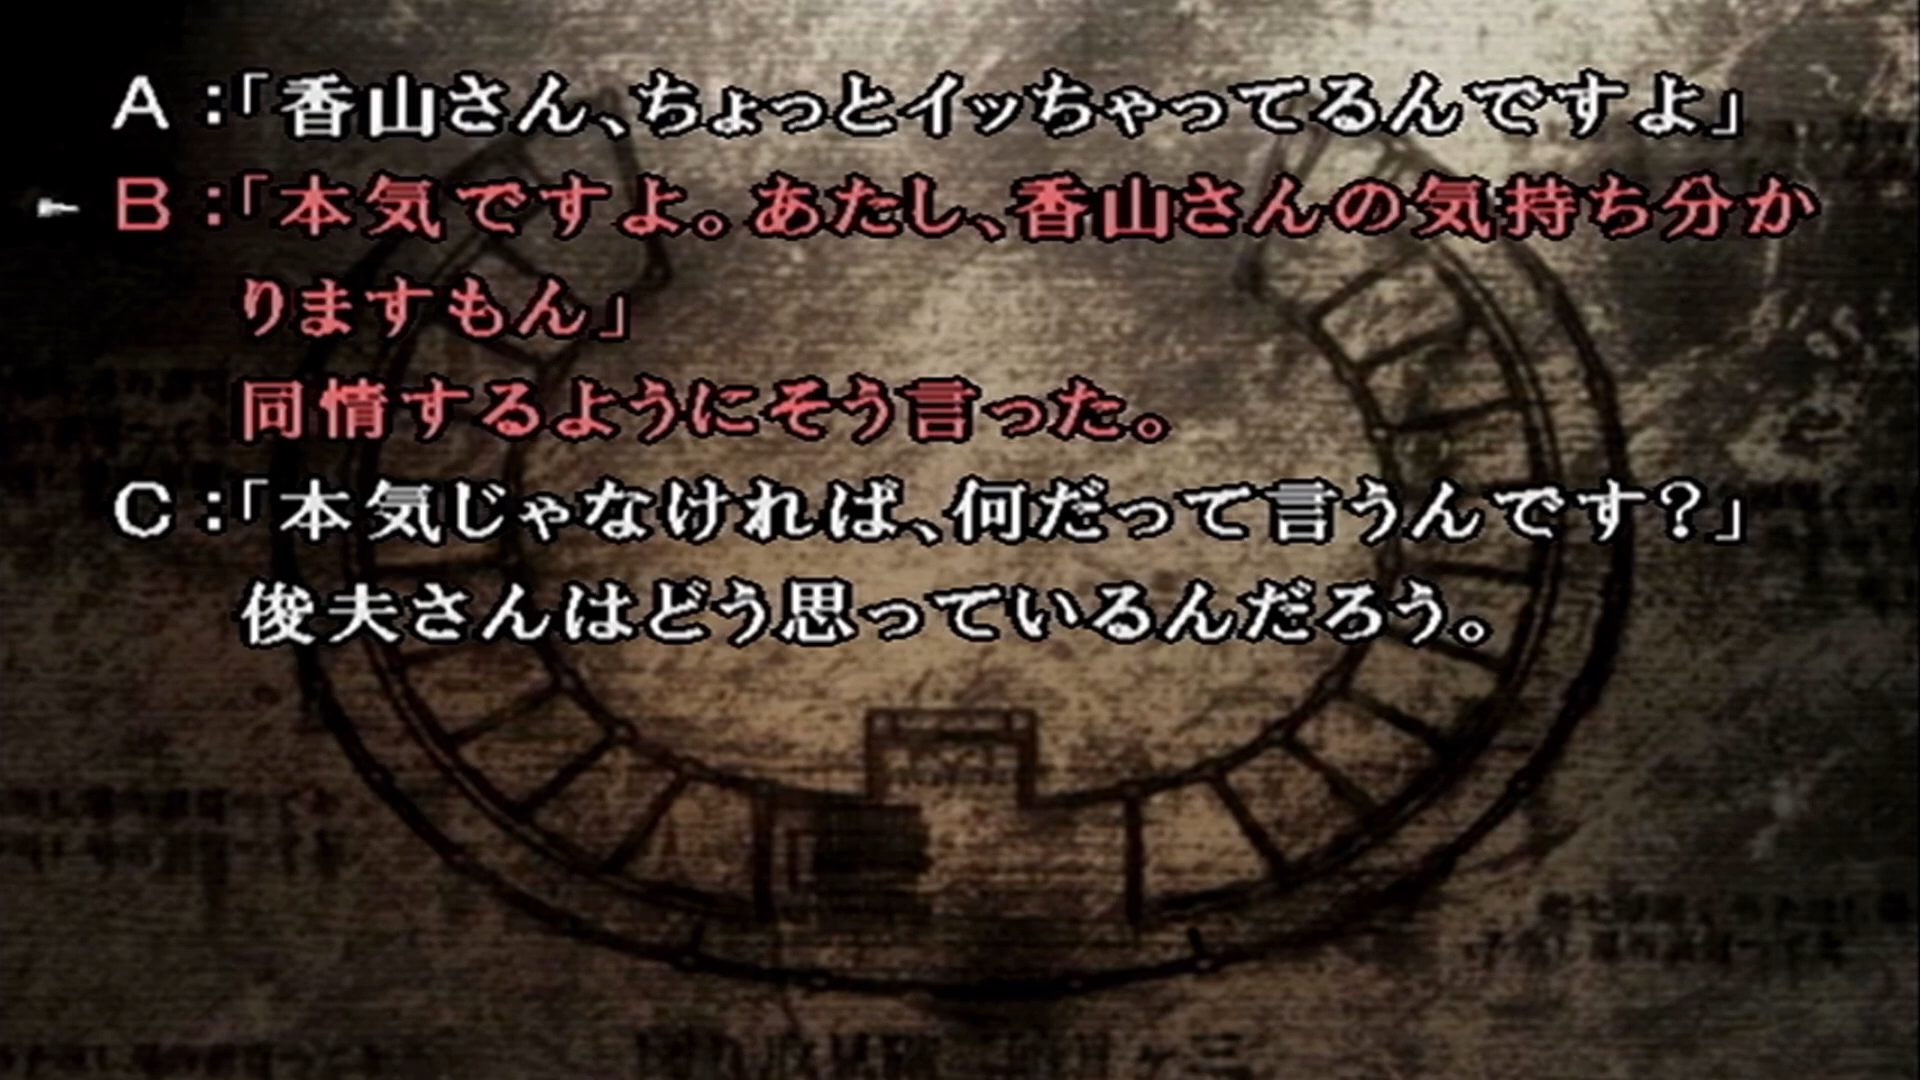 A：「香山さん、ちょっとイッちゃってるんですよ」
B：「本気ですよ。あたし、香山さんの気持ち分か
りますもん」
同情するようにそう言った。
C：「本気じゃなければ、何だって言うんです？」
俊夫さんはどう思っているんだろう。